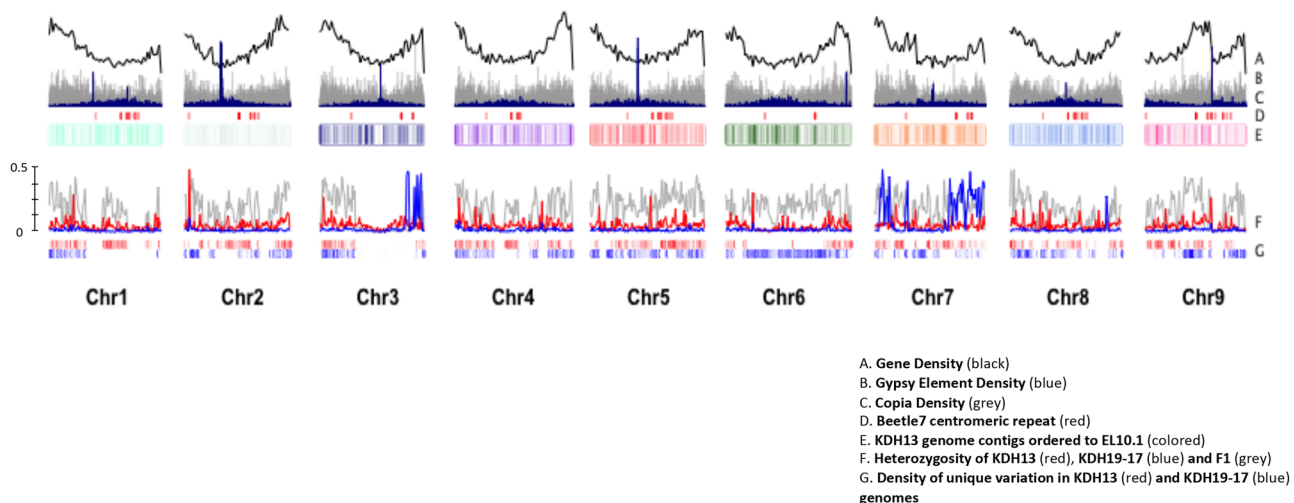 A
B
C
D
E
0.5
0
F
G
Chr1 Chr2 Chr3 Chr4 Chr5 Chr6 Chr7 Chr8 Chr9
A. Gene Density (black)
B. Gypsy Element Density (blue)
C. Copia Density (grey)
D. Beetle7 centromeric repeat (red)
E. KDH13 genome contigs ordered to EL10.1 (colored)
F. Heterozygosity of KDH13 (red), KDH19-17 (blue) and F1 (grey)
G. Density of unique variation in KDH13 (red) and KDH19-17 (blue)
genomes